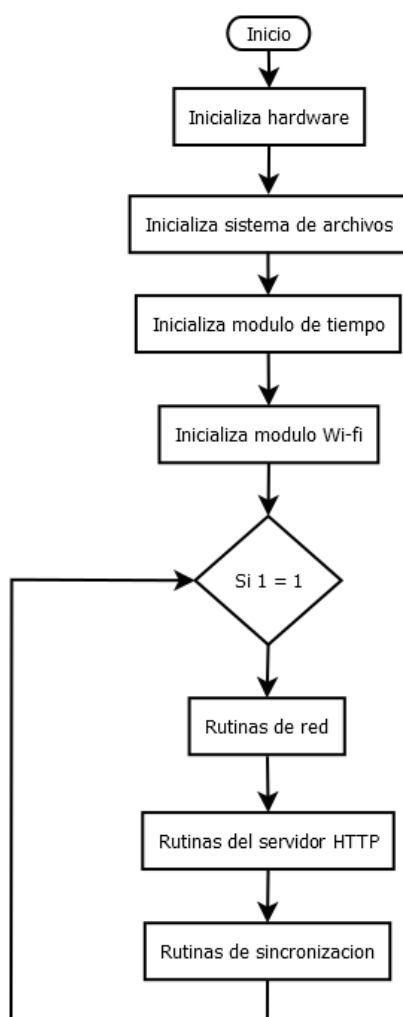 Inicio
Inicializa hardware
Inicializa sistema de archivos
Inicializa modulo de tiempo
Inicializa modulo Wi-fi
Si 1 = 1
Rutinas de red
Rutinas del servidor HTTP
Rutinas de sincronizacion